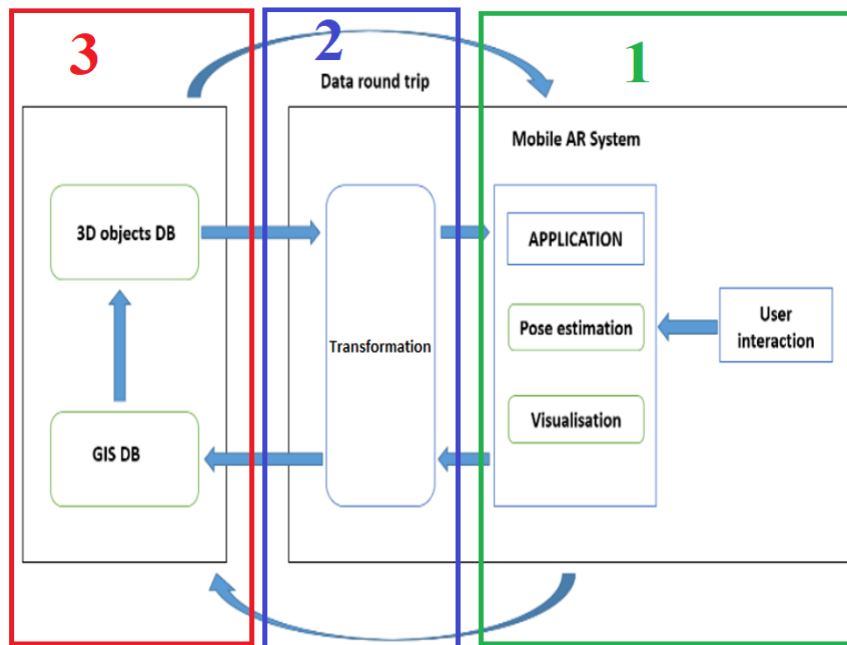 3
2
1
Data round trip
Mobile AR System
3D objects DB
APPLICATION
Pose estimation
User
interaction
Transformation
Visualisation
GIS DB